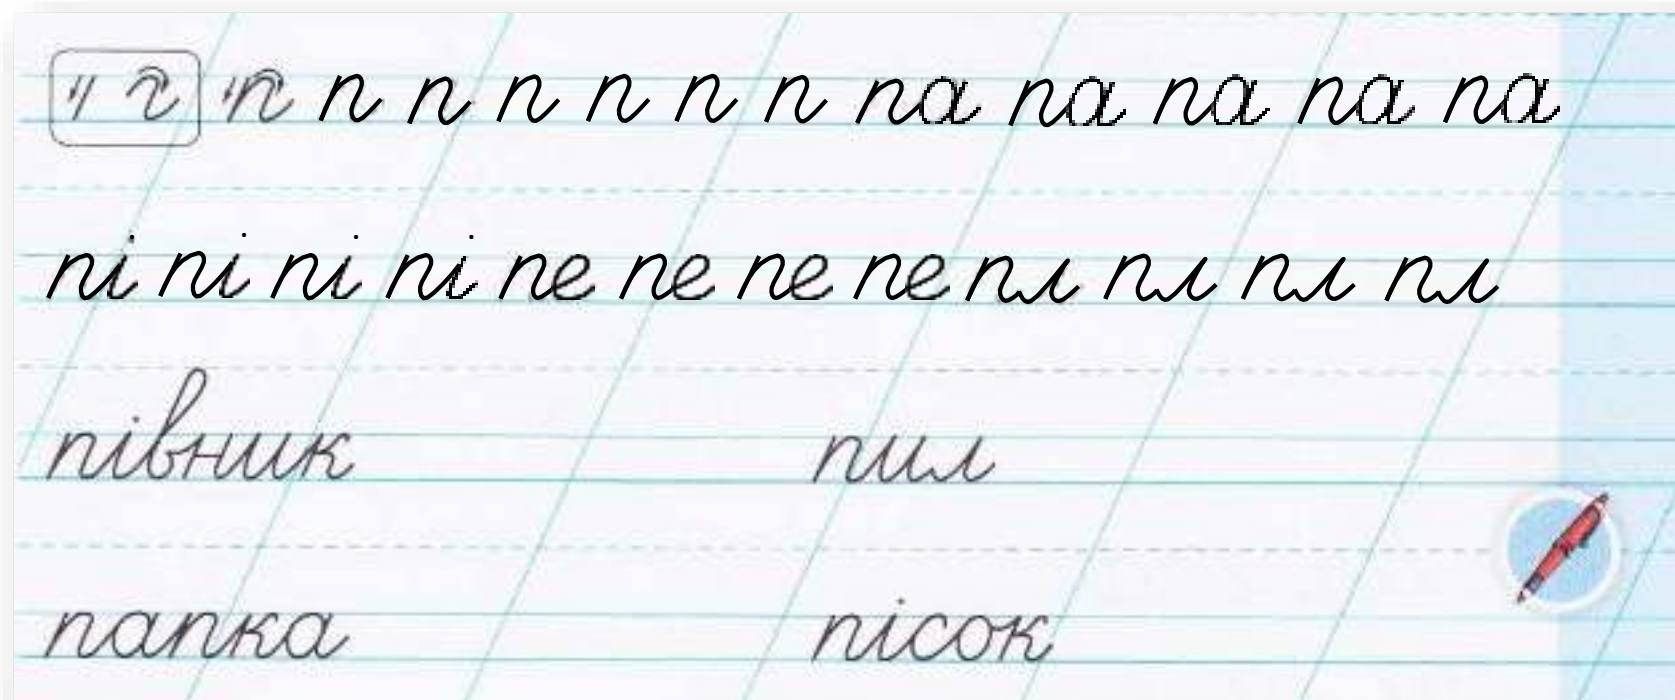 п п п п п п п па па па па па
пі пі пі пі пе пе пе пе пл пл пл пл
півник пил
папка пісок